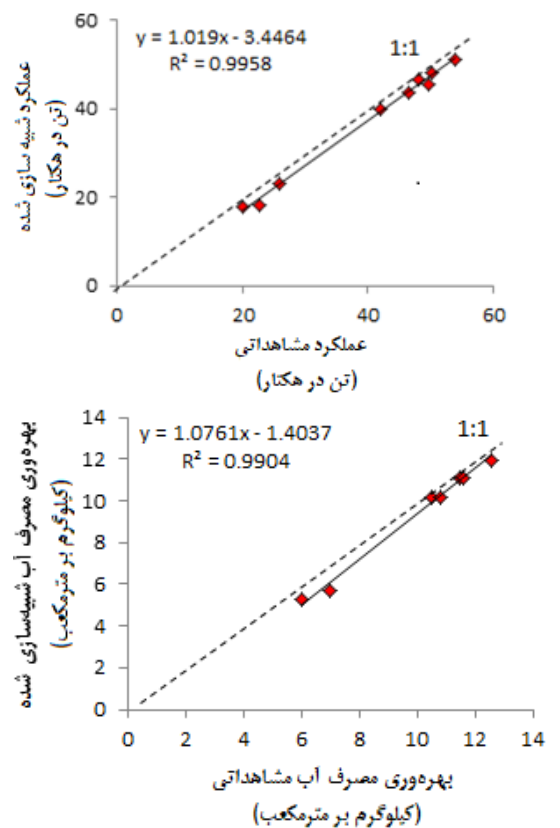 y = 1.019x - 3.4464
R² = 0.9958
1:1
60
40
20
0
0 20 40 60
عملکرد شبیه سازی شده
(تن در هکتار)
عملکرد مشاهداتی
(تن در هکتار)
y = 1.0761x - 1.4037
R² = 0.9904
1:1
14
12
10
8
6
4
2
0
0 2 4 6 8 10 12 14
بهره‌وری مصرف آب شبیه‌سازی شده
(کیلوگرم بر مترمکعب)
بهره‌وری مصرف آب مشاهداتی
(کیلوگرم بر مترمکعب)